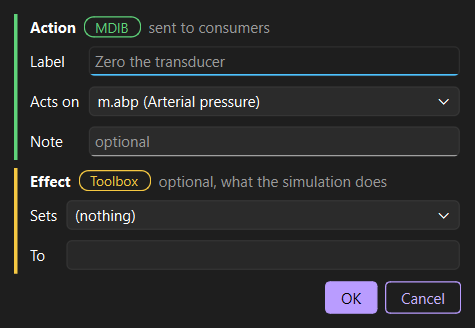 Action MDIB sent to consumers
Label Zero the transducer
Acts on m.abp (Arterial pressure)
Note optional
Effect Toolbox optional, what the simulation does
Sets (nothing)
To
OK Cancel